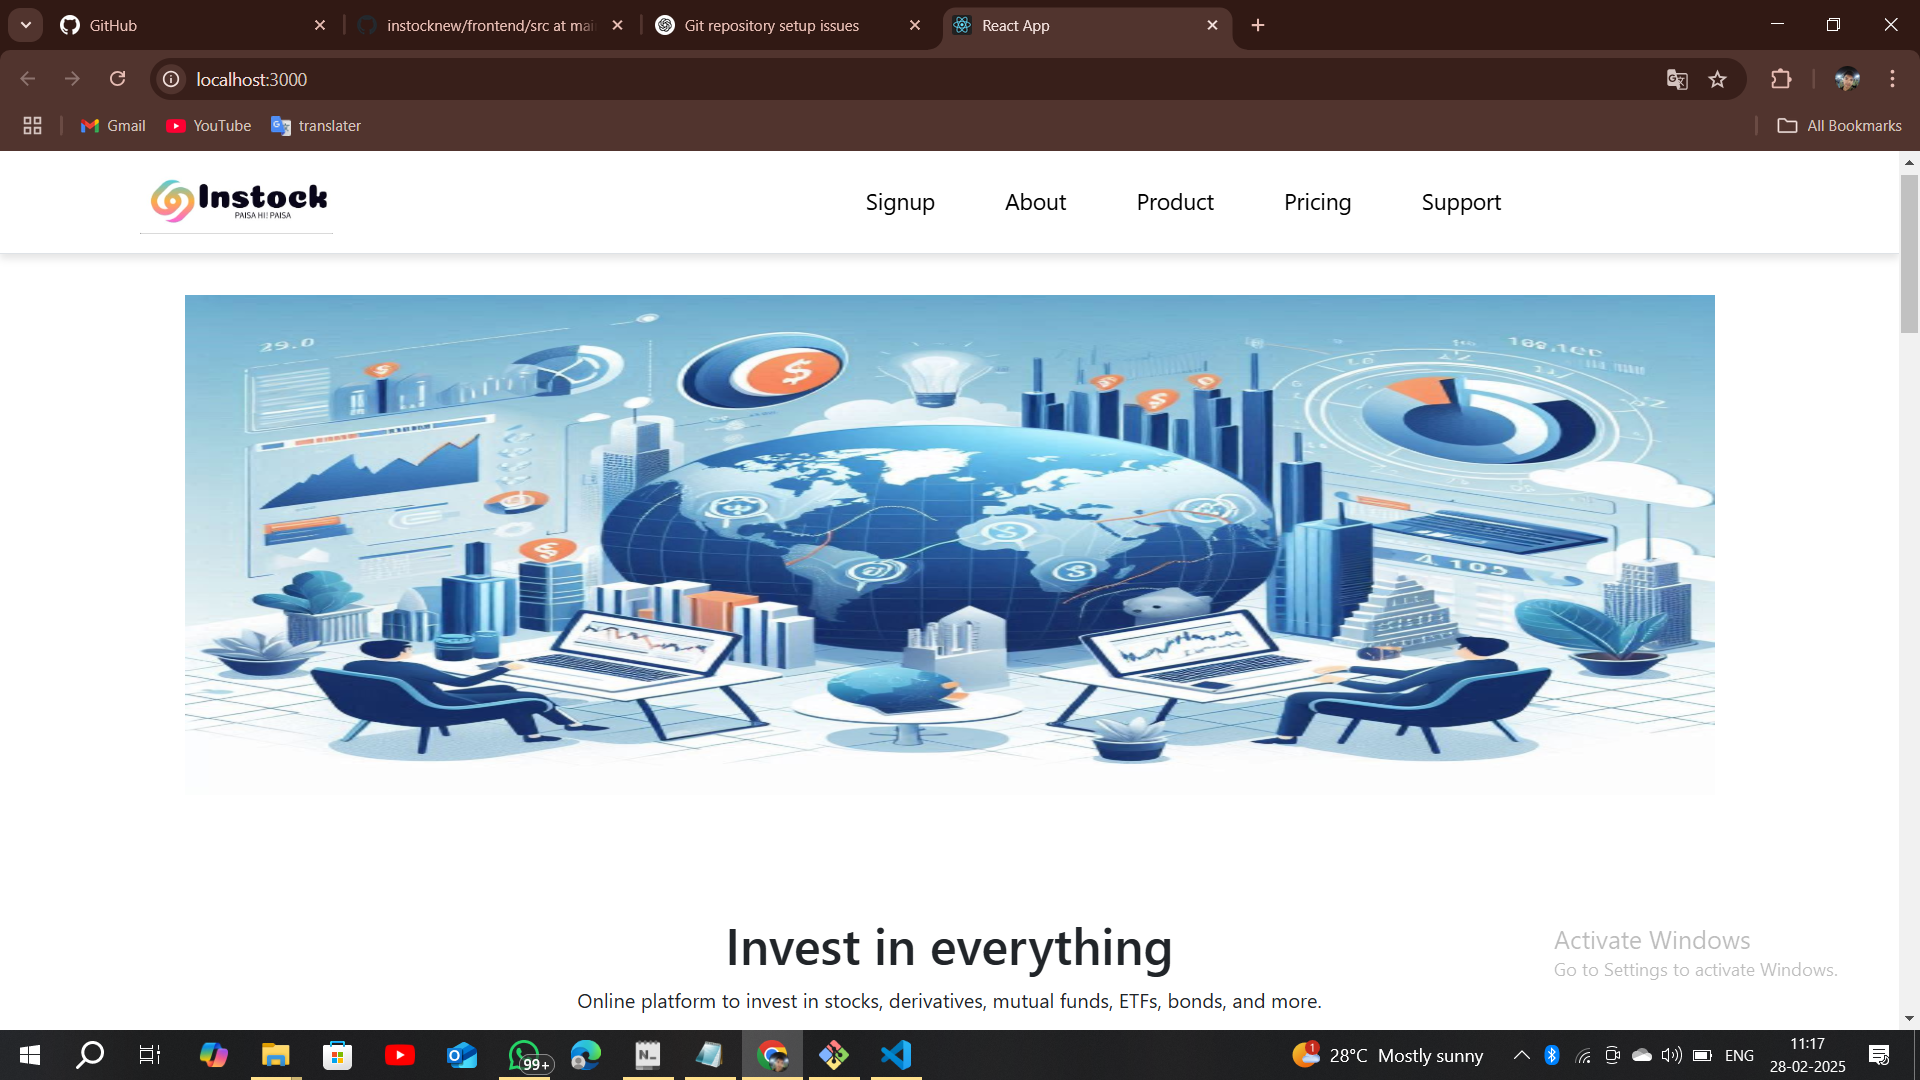 GitHub
instocknew/frontend/src at mai
Git repository setup issues
React App
localhost:3000
Gmail
YouTube
translater
All Bookmarks
Instock
PAISA HI! PAISA
Signup
About
Product
Pricing
Support
29.0
Invest in everything
Online platform to invest in stocks, derivatives, mutual funds, ETFs, bonds, and more.
Activate Windows
Go to Settings to activate Windows.
99+
1
28°C Mostly sunny
ENG
11:17
28-02-2025